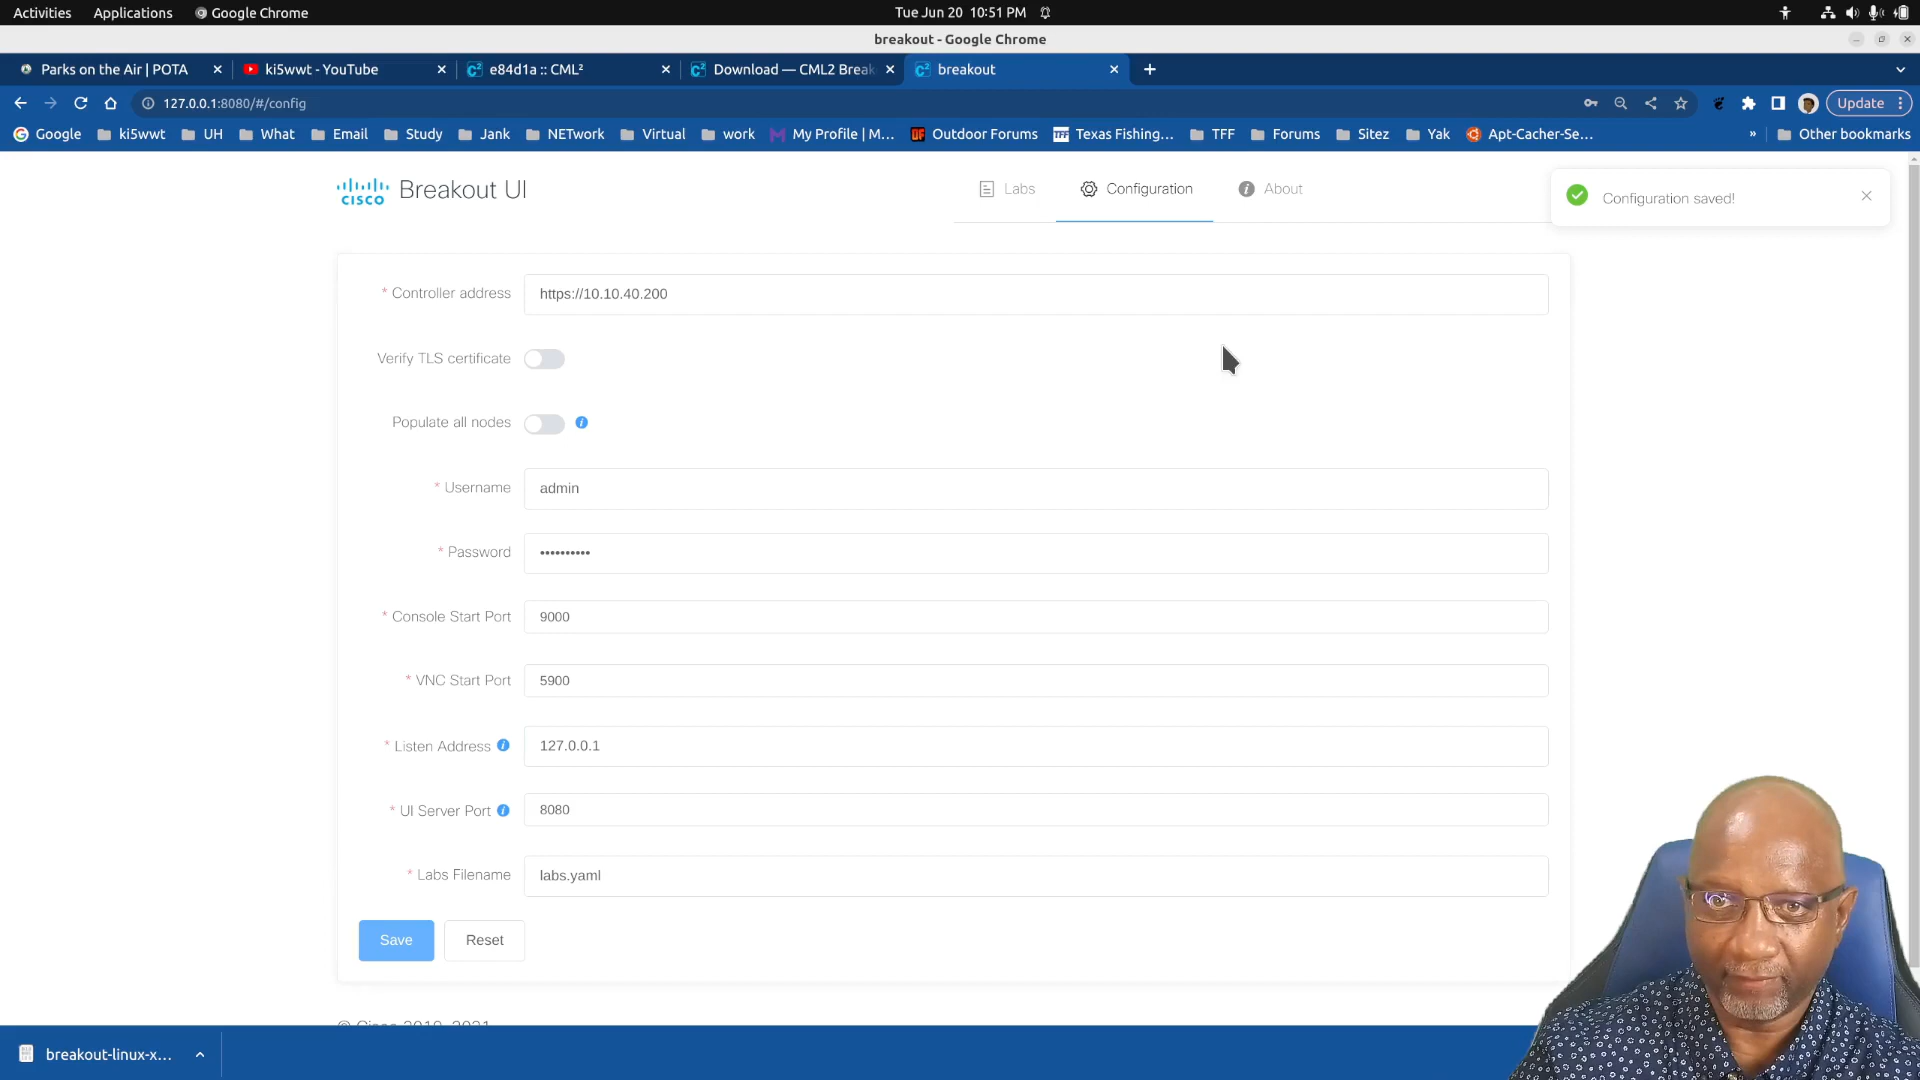 Activities Applications Google Chrome Tue Jun 20 10:51 PM
breakout - Google Chrome
Parks on the Air | POTA ki5wwt - YouTube e84d1a :: CML² Download — CML2 Break breakout
127.0.0.1:8080/#/config Update
Google ki5wwt UH What Email Study Jank NETwork Virtual work My Profile | M... Outdoor Forums Texas Fishing,... TFF Forums Sitez Yak Apt-Cacher-Se... » Other bookmarks
CISCO Breakout UI Labs Configuration About
Configuration saved!
* Controller address https://10.10.40.200
Verify TLS certificate
Populate all nodes
* Username admin
* Password ••••••••••
* Console Start Port 9000
* VNC Start Port 5900
* Listen Address 127.0.0.1
* UI Server Port 8080
* Labs Filename labs.yaml
Save Reset
© Cisco 2019-2021
breakout-linux-x...